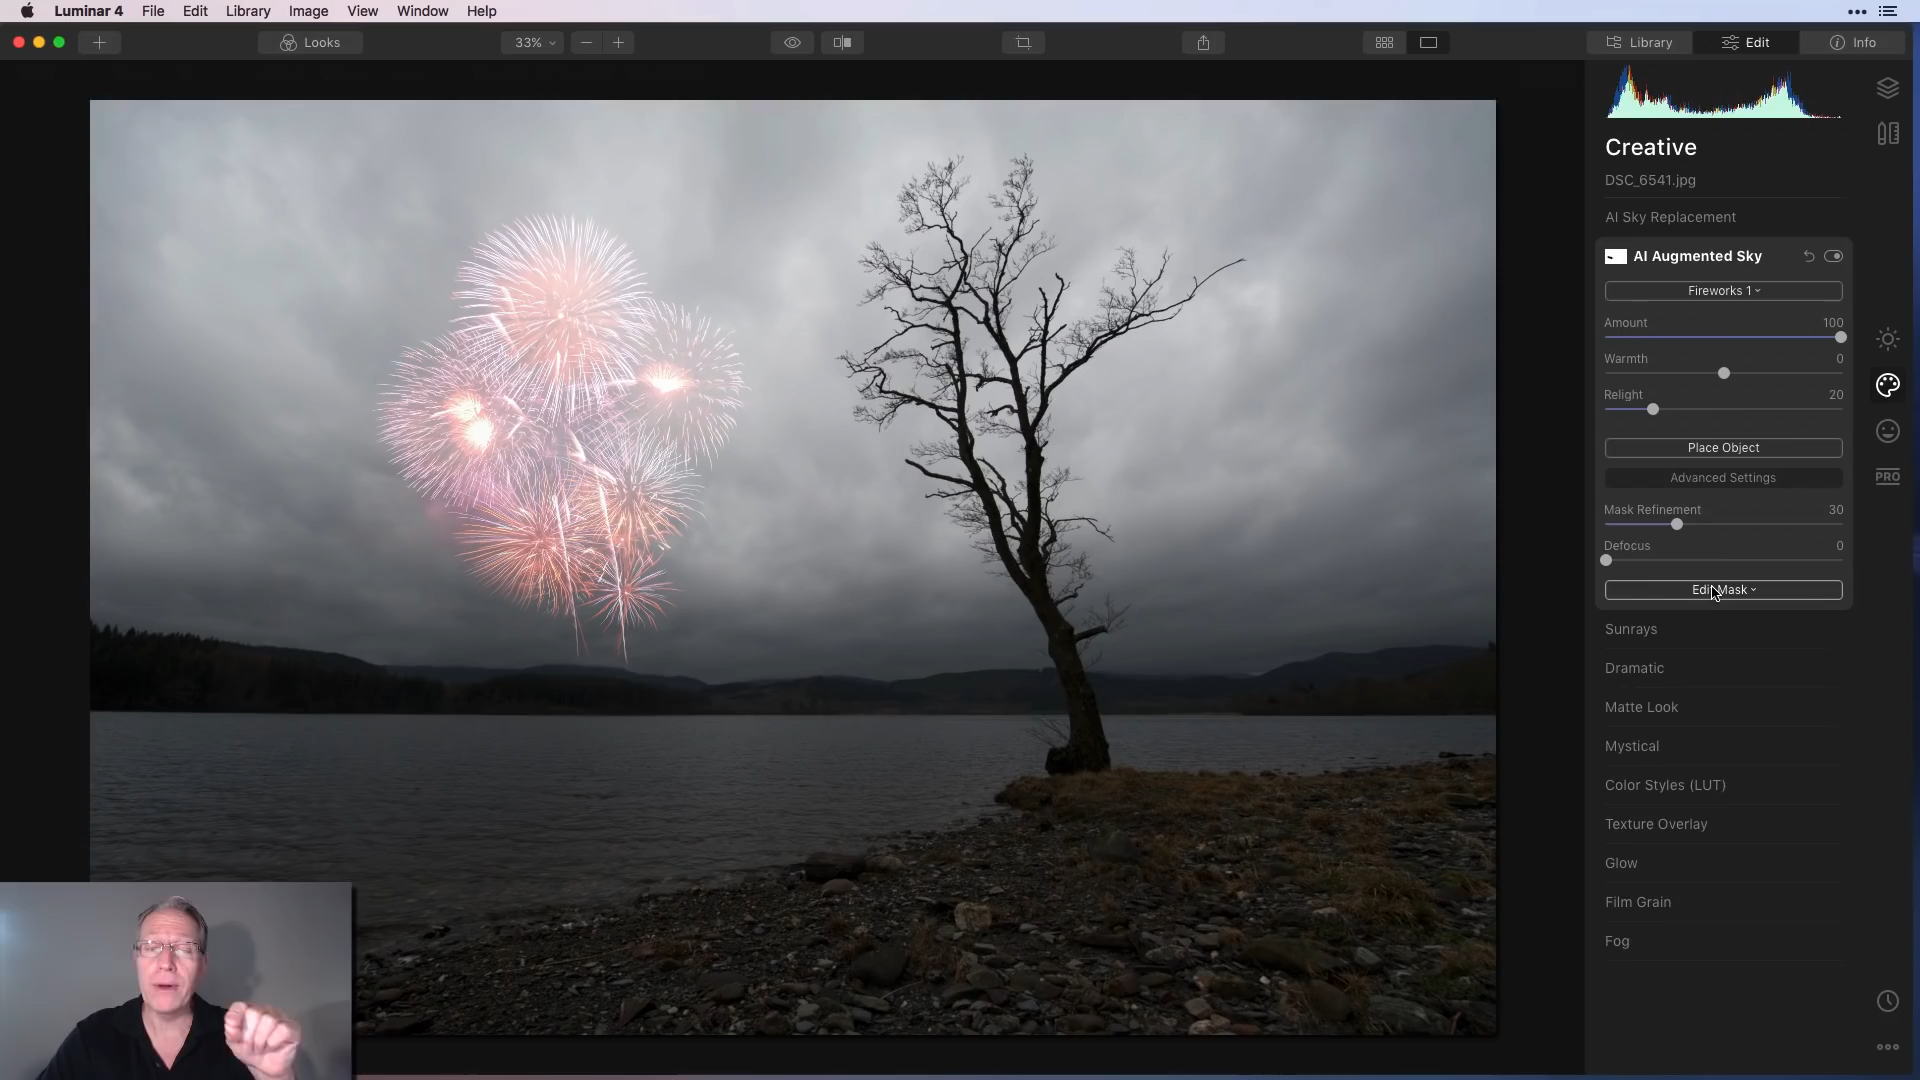 Luminar 4 File Edit Library Image View Window Help
Looks 33% Library Edit Info
Creative
DSC_6541.jpg
AI Sky Replacement
AI Augmented Sky
Fireworks 1
Amount 100
Warmth 0
Relight 20
Place Object
Advanced Settings
Mask Refinement 30
Defocus 0
Edit Mask
Sunrays
Dramatic
Matte Look
Mystical
Color Styles (LUT)
Texture Overlay
Glow
Film Grain
Fog
PRO